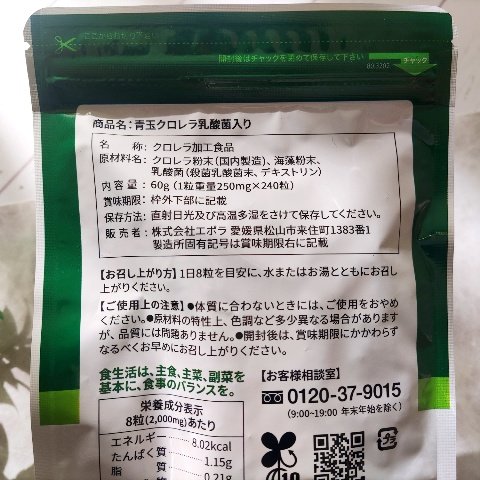 ここからお切り下さい
開封後はチャックを閉めて保存して下さい
チャック
商品名：青玉クロレラ乳酸菌入り
名 称：クロレラ加工食品
原材料名：クロレラ粉末（国内製造）、海藻粉末、
乳酸菌（殺菌乳酸菌末、デキストリン）
内 容 量：60g（1粒重量250mg×240粒）
賞味期限：枠外下部に記載
保存方法：直射日光及び高温多湿をさけて保存してください。
販 売 者：株式会社エポラ 愛媛県松山市来住町1383番1
製造所固有記号は賞味期限右に記載
【お召し上がり方】1日8粒を目安に、水またはお湯とともにお召し
上がりください。
【ご使用上の注意】●体質に合わないときには、ご使用をおやめ
ください。●原材料の特性上、色調など多少異なる場合があります
が、品質には問題ありません。●開封後は、賞味期限にかかわらず
なるべくお早めにお召し上がりください。
食生活は、主食、主菜、副菜を
基本に、食事のバランスを。
【お客様相談室】
0120-37-9015
（9:00~19:00 年末年始を除く）
栄養成分表示
8粒（2,000mg）あたり
エネルギー 8.02kcal
たんぱく質 1.15g
脂 質 0.21g